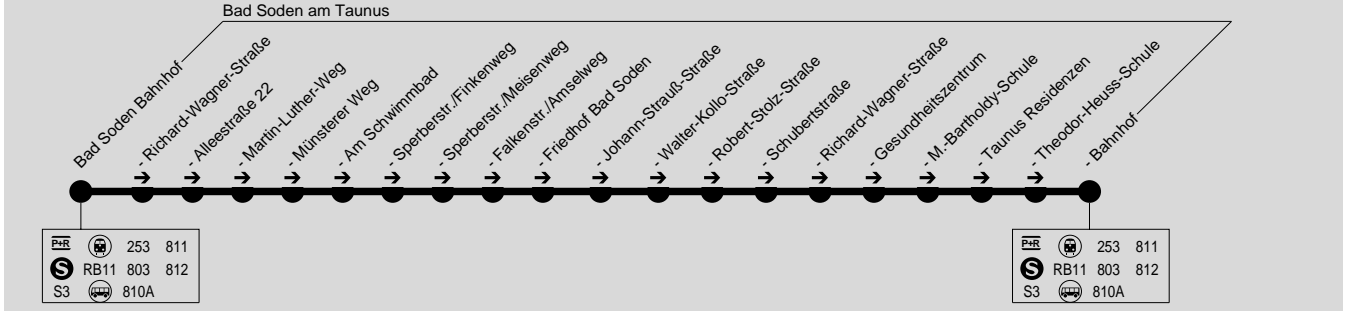 Bad Soden am Taunus
Bad Soden Bahnhof
- Richard-Wagner-Straße
- Alleestraße 22
- Martin-Luther-Weg
- Münsterer Weg
- Am Schwimmbad
- Sperberstr./Finkenweg
- Sperberstr./Meisenweg
- Falkenstr./Amselweg
- Friedhof Bad Soden
- Johann-Strauß-Straße
- Walter-Kollo-Straße
- Robert-Stolz-Straße
- Schubertstraße
- Richard-Wagner-Straße
- Gesundheitszentrum
- M.-Bartholdy-Schule
- Taunus Residenzen
- Theodor-Heuss-Schule
- Bahnhof
P+R 253 811
S RB11 803 812
S3 810A
P+R 253 811
S RB11 803 812
S3 810A